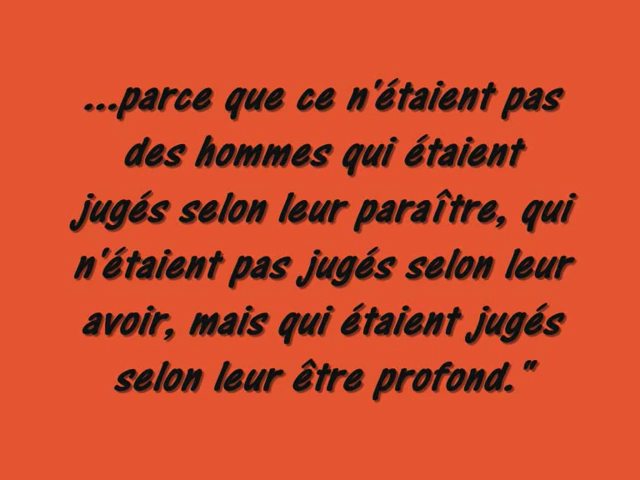 ...parce que ce n'étaient pas
des hommes qui étaient
jugés selon leur paraître, qui
n'étaient pas jugés selon leur
avoir, mais qui étaient jugés
selon leur être profond."